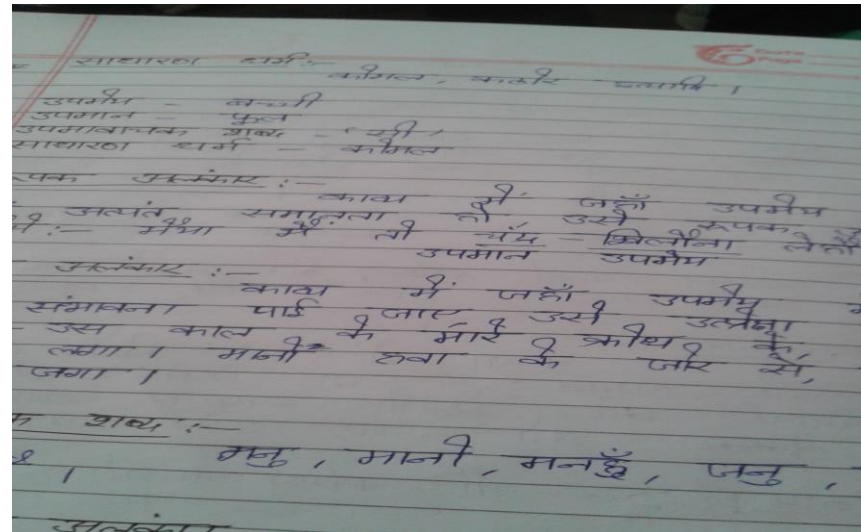 साधारण धर्म:-
कोमल, कठोर इत्यादि ।
उपमेय - बच्ची
उपमान - फूल
उपमावाचक शब्द - 'सी'
साधारण धर्म - कोमल
रूपक अलंकार :-
काव्य में जहाँ उपमेय
अत्यंत समानता हो उसे रूपक
मैया मैं तो चाँद - खिलौना लेहौं
उपमान उपमेय
अलंकार :-
काव्य में जहाँ उपमेय
संभावना पाई जाए उसे उत्प्रेक्षा
उस काल के मारे क्रोध के,
लगा । मानो हवा के जोर से,
जगा ।
शब्द :-
मनु, मानो, मनहुँ, जनु,
।
अलंकार